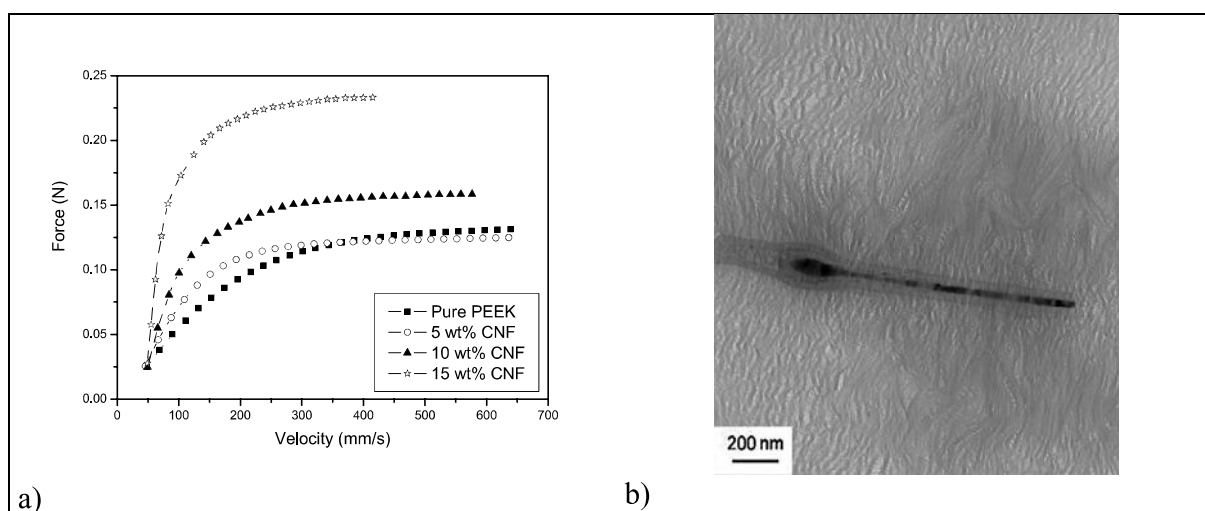 0.25
0.20
0.15
0.10
0.05
0.00
Force (N)
0 100 200 300 400 500 600 700
Velocity (mm/s)
Pure PEEK
5 wt% CNF
10 wt% CNF
15 wt% CNF
a)
200 nm
b)